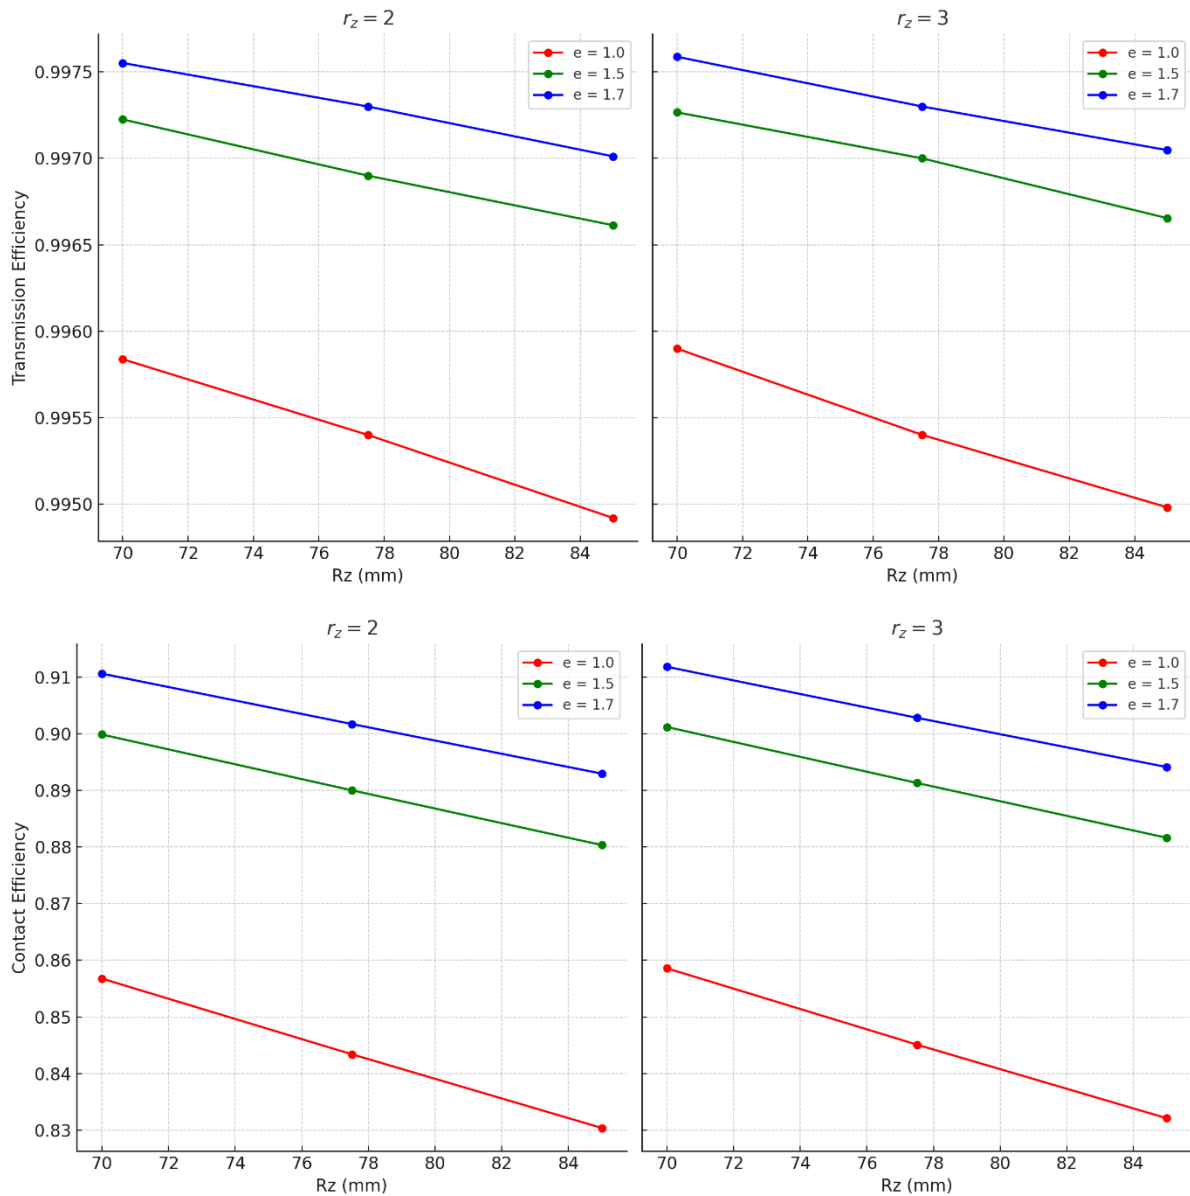 r_z = 2
r_z = 3
Transmission Efficiency
0.9975
0.9970
0.9965
0.9960
0.9955
0.9950
e = 1.0
e = 1.5
e = 1.7
e = 1.0
e = 1.5
e = 1.7
70 72 74 76 78 80 82 84
70 72 74 76 78 80 82 84
Rz (mm)
Rz (mm)
r_z = 2
r_z = 3
Contact Efficiency
0.91
0.90
0.89
0.88
0.87
0.86
0.85
0.84
0.83
e = 1.0
e = 1.5
e = 1.7
e = 1.0
e = 1.5
e = 1.7
70 72 74 76 78 80 82 84
70 72 74 76 78 80 82 84
Rz (mm)
Rz (mm)